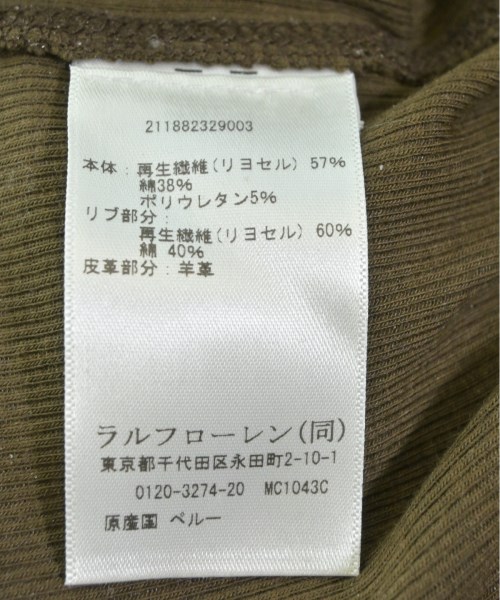 211882329003
本体：再生繊維(リヨセル) 57%
綿38%
ポリウレタン5%
リブ部分：
再生繊維(リヨセル) 60%
綿 40%
皮革部分：羊革
ラルフローレン(同)
東京都千代田区永田町2-10-1
0120-3274-20 MC1043C
原産国 ペルー